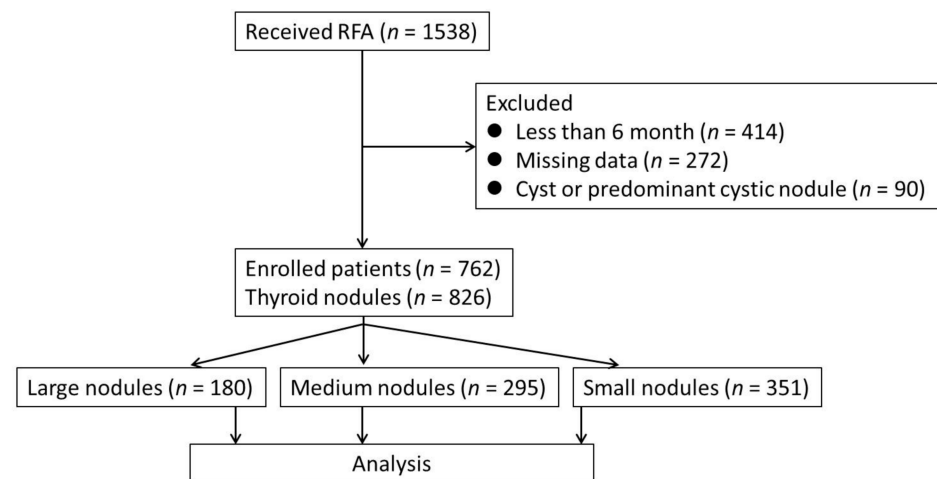 Received RFA (n = 1538)
Excluded
● Less than 6 month (n = 414)
● Missing data (n = 272)
● Cyst or predominant cystic nodule (n = 90)
Enrolled patients (n = 762)
Thyroid nodules (n = 826)
Large nodules (n = 180)
Medium nodules (n = 295)
Small nodules (n = 351)
Analysis